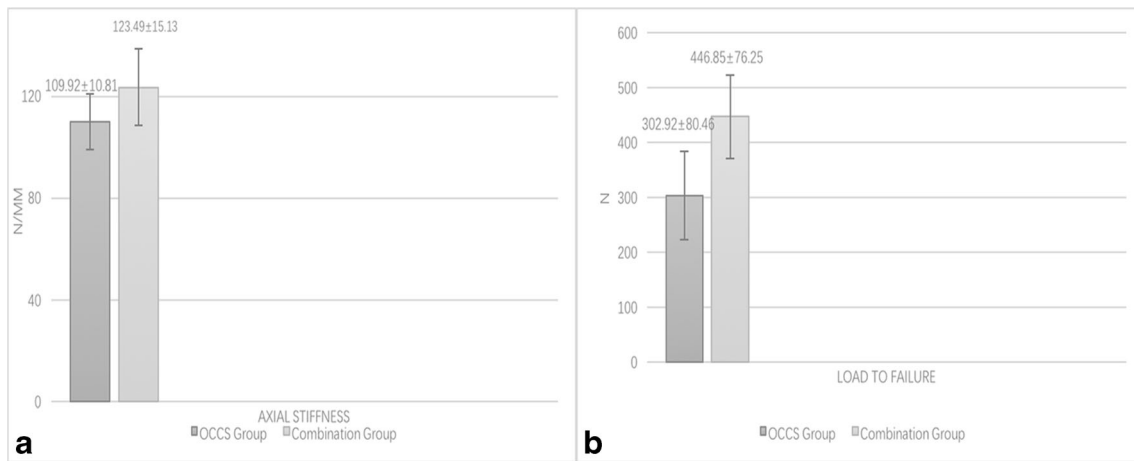 123.49±15.13
109.92±10.81
120
80
40
0
N/MM
AXIAL STIFFNESS
OCCS Group Combination Group
a
600
500
400
300
200
100
0
446.85±76.25
302.92±80.46
N
LOAD TO FAILURE
OCCS Group Combination Group
b